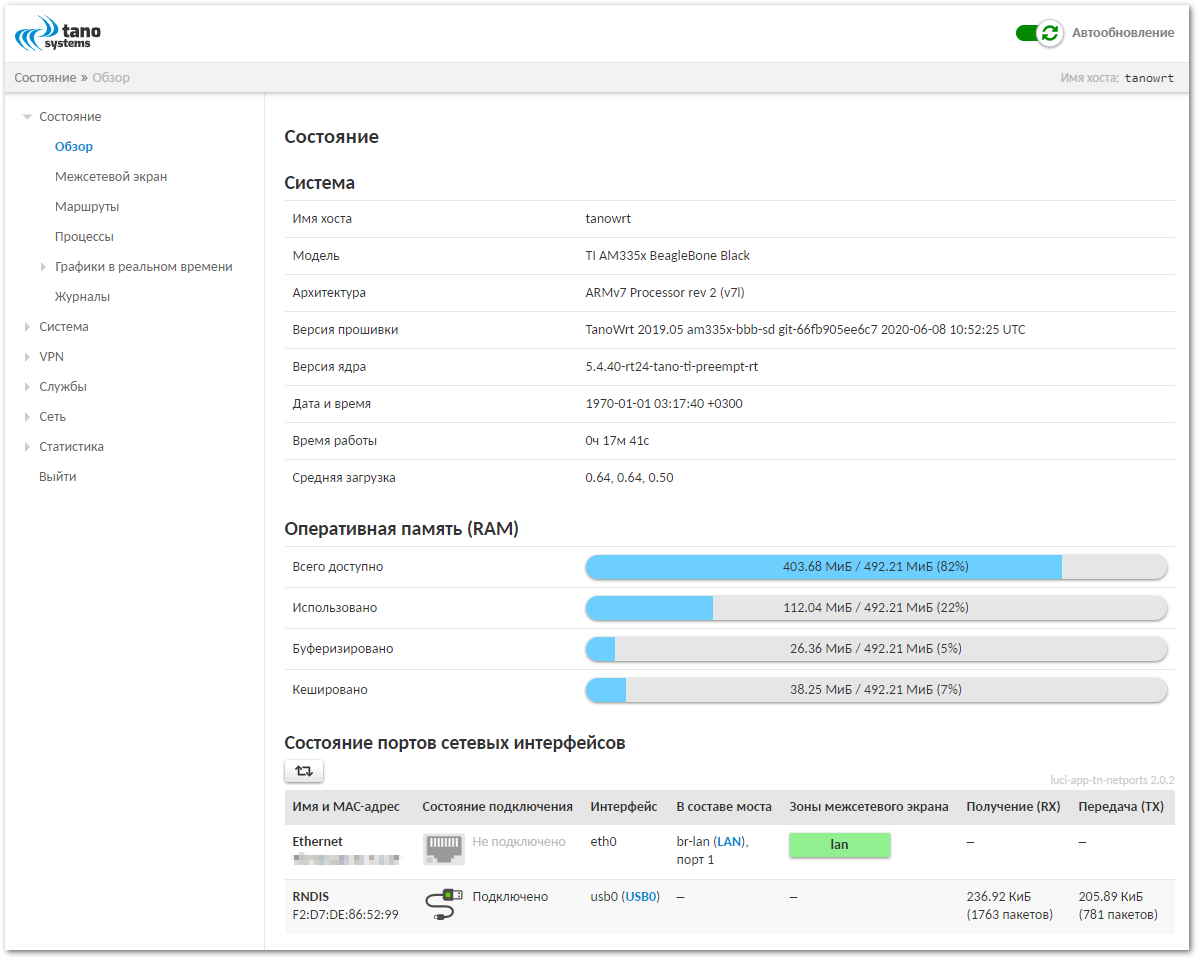 tano
systems
Автообновление
Состояние » Обзор
Имя хоста: tanowrt
Состояние
Обзор
Межсетевой экран
Маршруты
Процессы
Графики в реальном времени
Журналы
Система
VPN
Службы
Сеть
Статистика
Выйти
Состояние
Система
Имя хоста tanowrt
Модель TI AM335x BeagleBone Black
Архитектура ARMv7 Processor rev 2 (v7l)
Версия прошивки TanoWrt 2019.05 am335x-bbb-sd git-66fb905ee6c7 2020-06-08 10:52:25 UTC
Версия ядра 5.4.40-rt24-tano-ti-preempt-rt
Дата и время 1970-01-01 03:17:40 +0300
Время работы 0ч 17м 41с
Средняя загрузка 0.64, 0.64, 0.50
Оперативная память (RAM)
Всего доступно 403.68 МиБ / 492.21 МиБ (82%)
Использовано 112.04 МиБ / 492.21 МиБ (22%)
Буферизировано 26.36 МиБ / 492.21 МиБ (5%)
Кешировано 38.25 МиБ / 492.21 МиБ (7%)
Состояние портов сетевых интерфейсов
luci-app-tn-netports 2.0.2
Имя и MAC-адрес Состояние подключения Интерфейс В составе моста Зоны межсетевого экрана Получение (RX) Передача (TX)
Ethernet Не подключено eth0 br-lan (LAN), lan — —
порт 1
RNDIS Подключено usb0 (USB0) — — 236.92 КиБ 205.89 КиБ
F2:D7:DE:86:52:99 (1763 пакетов) (781 пакетов)